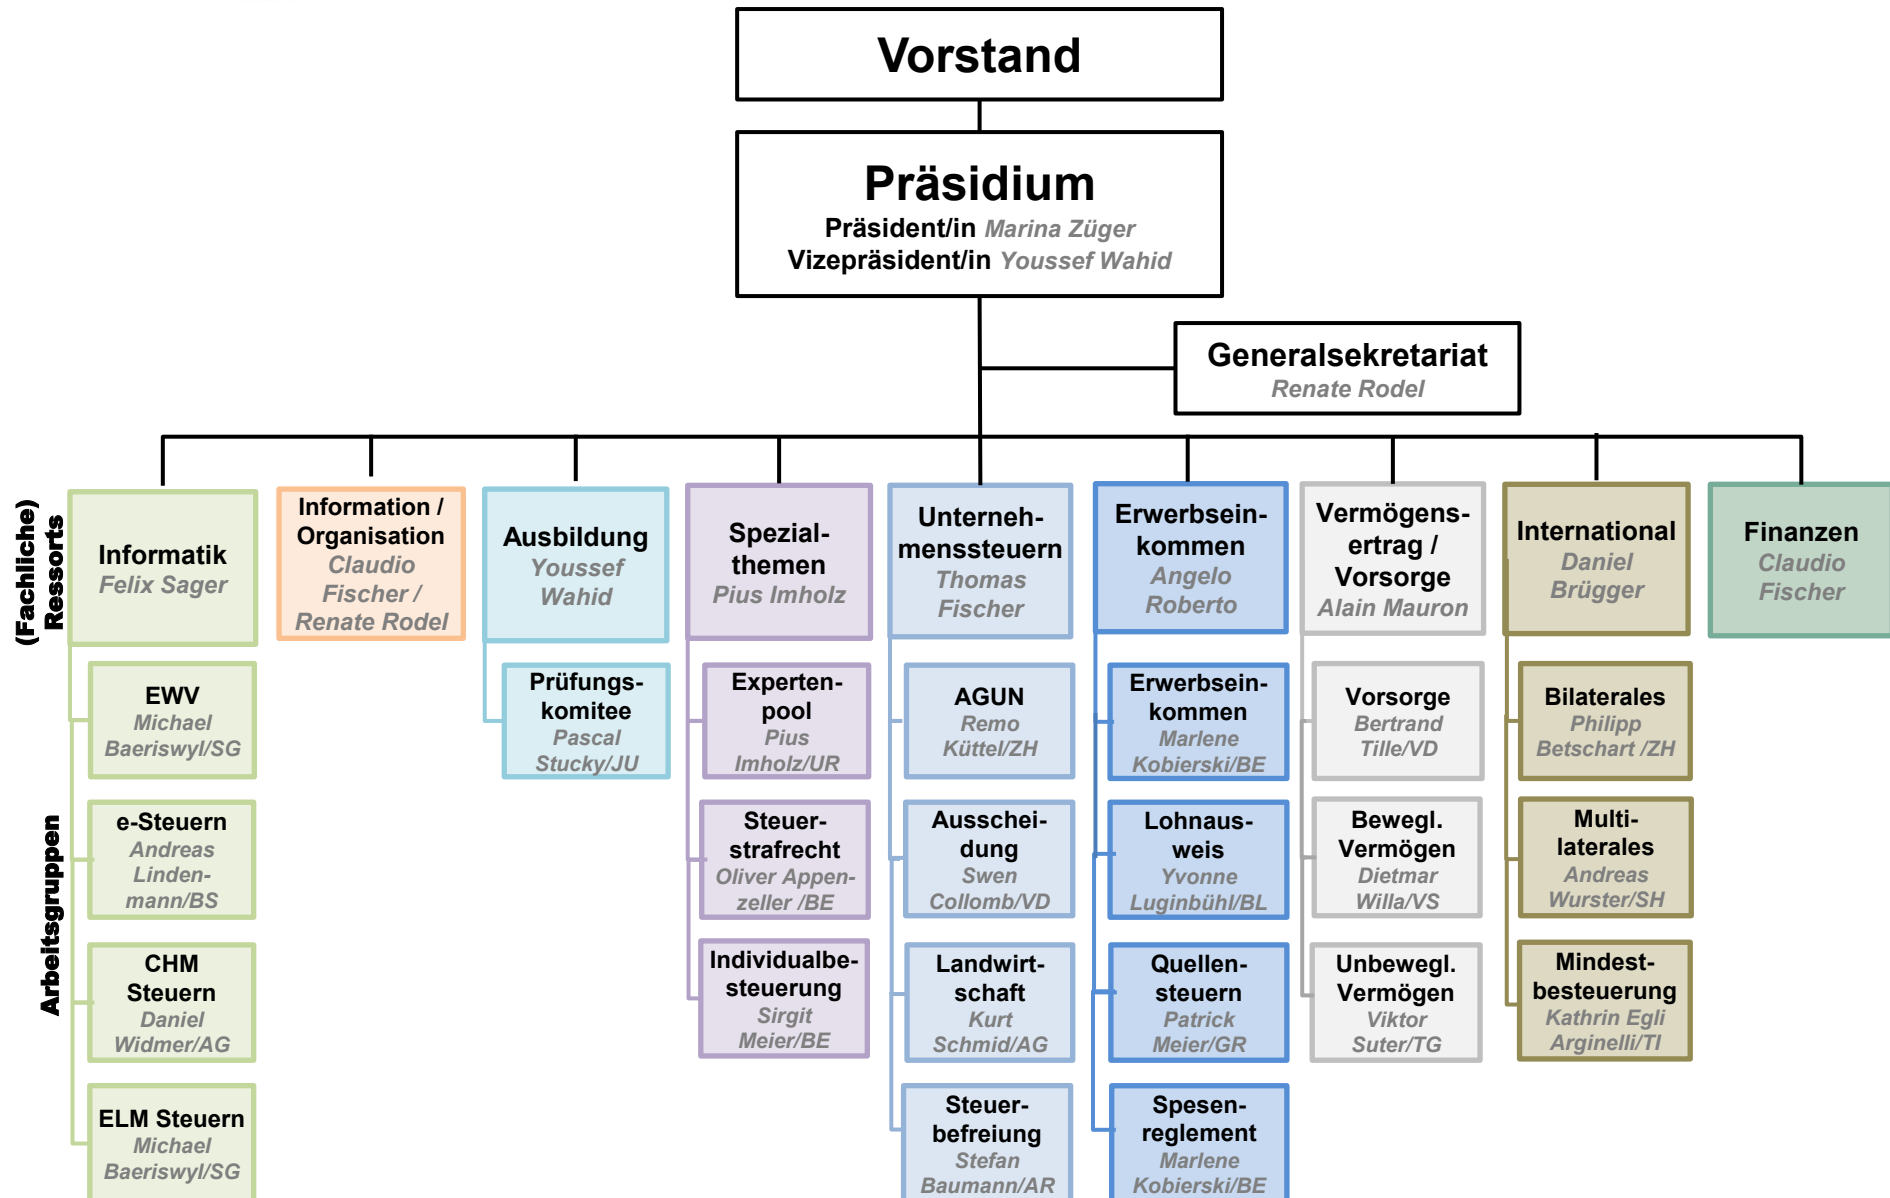 Vorstand
Präsidium
Präsident/in Marina Züger
Vizepräsident/in Youssef Wahid
Generalsekretariat
Renate Rodel
(Fachliche)
Ressorts
Informatik
Felix Sager
Information /
Organisation
Claudio
Fischer /
Renate Rodel
Ausbildung
Youssef
Wahid
Spezial-
themen
Pius Imholz
Unterneh-
menssteuern
Thomas
Fischer
Erwerbsein-
kommen
Angelo
Roberto
Vermögens-
ertrag /
Vorsorge
Alain Mauron
International
Daniel
Brügger
Finanzen
Claudio
Fischer
Arbeitsgruppen
EWV
Michael
Baeriswyl/SG
e-Steuern
Andreas
Linden-
mann/BS
CHM
Steuern
Daniel
Widmer/AG
ELM Steuern
Michael
Baeriswyl/SG
Prüfungs-
komitee
Pascal
Stucky/JU
Experten-
pool
Pius
Imholz/UR
Steuer-
strafrecht
Oliver Appen-
zeller /BE
Individualbe-
steuerung
Sirgit
Meier/BE
AGUN
Remo
Küttel/ZH
Ausschei-
dung
Swen
Collomb/VD
Landwirt-
schaft
Kurt
Schmid/AG
Steuer-
befreiung
Stefan
Baumann/AR
Erwerbsein-
kommen
Marlene
Kobierski/BE
Lohnaus-
weis
Yvonne
Luginbühl/BL
Quellen-
steuern
Patrick
Meier/GR
Spesen-
reglement
Marlene
Kobierski/BE
Vorsorge
Bertrand
Tille/VD
Bewegl.
Vermögen
Dietmar
Willa/VS
Unbewegl.
Vermögen
Viktor
Suter/TG
Bilaterales
Philipp
Betschart /ZH
Multi-
laterales
Andreas
Wurster/SH
Mindest-
besteuerung
Kathrin Egli
Arginelli/TI